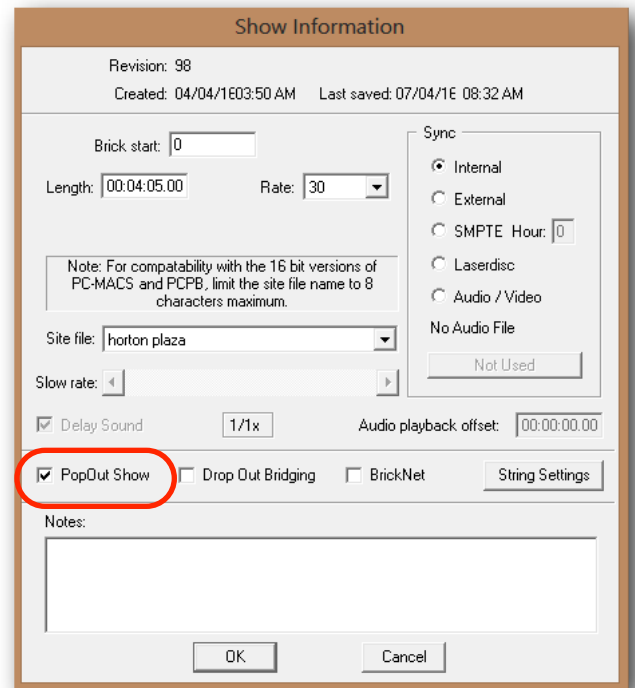 Show Information
Revision: 98
Created: 04/04/1603:50 AM Last saved: 07/04/16 08:32 AM
Brick start: 0
Length: 00:04:05.00 Rate: 30
Sync
Internal
External
SMPTE Hour: 0
Laserdisc
Audio / Video
No Audio File
Not Used
Note: For compatability with the 16 bit versions of
PC-MACS and PCPB, limit the site file name to 8
characters maximum.
Site file: horton plaza
Slow rate:
Delay Sound 1/1x Audio playback offset: 00:00:00.00
PopOut Show Drop Out Bridging BrickNet String Settings
Notes:
OK Cancel